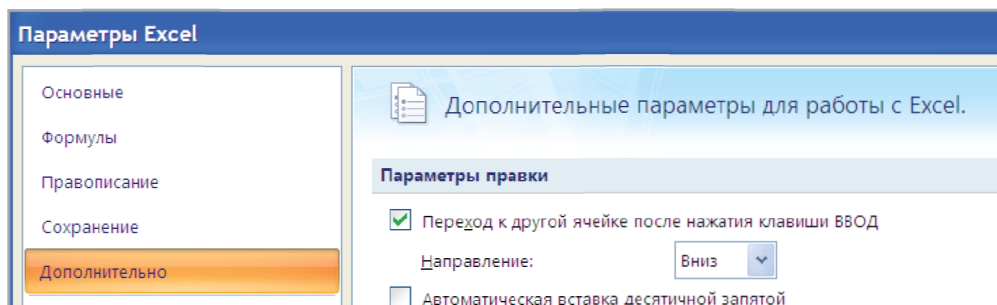 Параметры Excel
Основные
Формулы
Правописание
Сохранение
Дополнительно
Дополнительные параметры для работы с Excel.
Параметры правки
Переход к другой ячейке после нажатия клавиши ВВОД
Направление: Вниз
Автоматическая вставка десятичной запятой